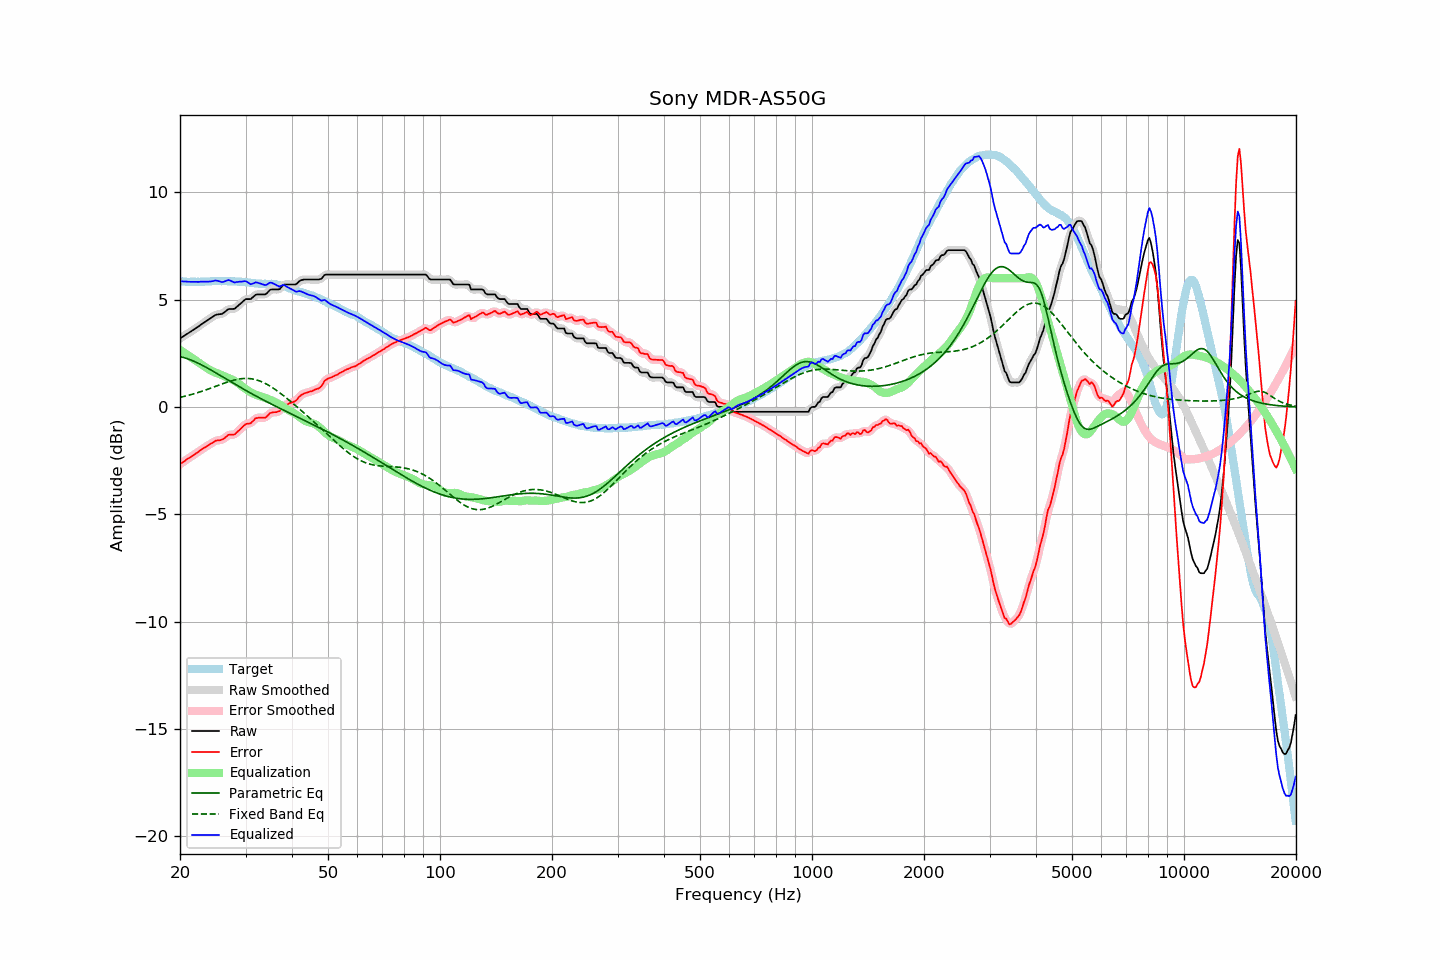 Sony MDR-AS50G
Amplitude (dBr)
10
5
0
−5
−10
−15
−20
Target
Raw Smoothed
Error Smoothed
Raw
Error
Equalization
Parametric Eq
Fixed Band Eq
Equalized
20 50 100 200 500 1000 2000 5000 10000 20000
Frequency (Hz)